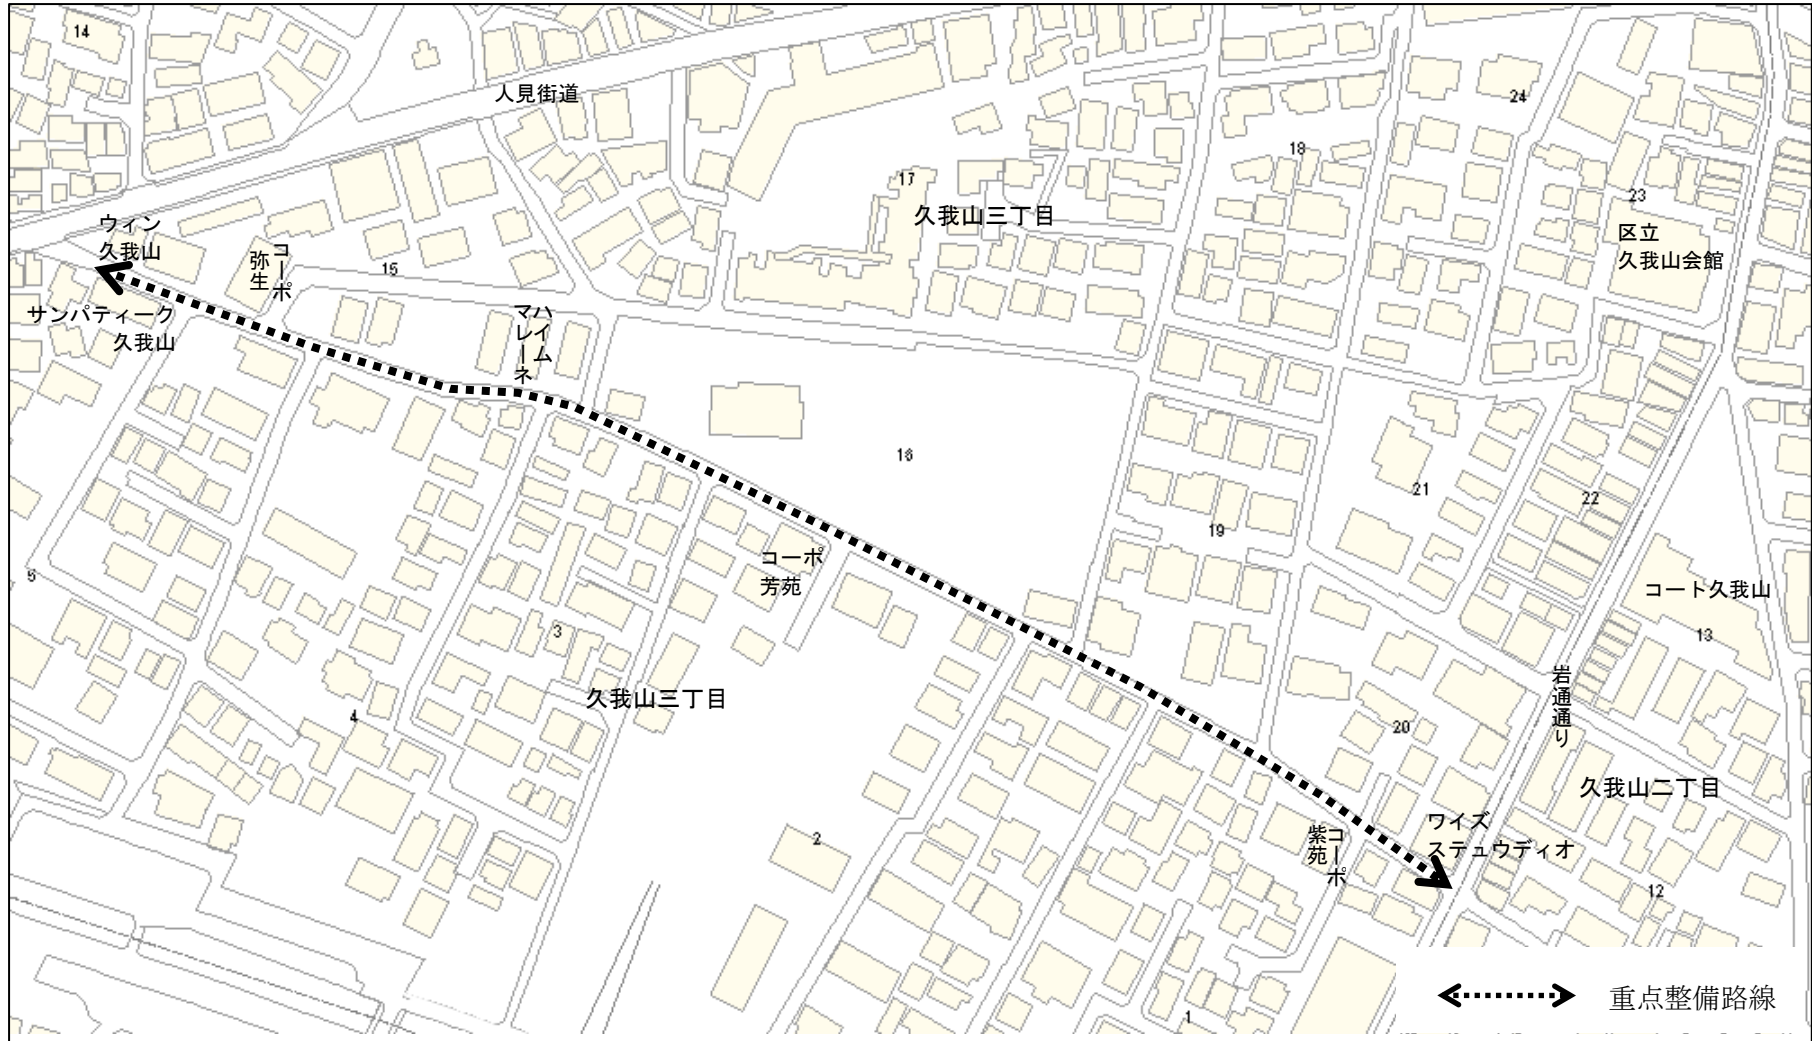 14
人見街道
24
18
17
久我山三丁目
23
区立
久我山会館
ウィン
久我山
コーポ
弥生
15
サンパティーク
久我山
ハイム
マレーネ
16
21
22
19
コーポ
芳苑
5
コート久我山
13
3
久我山三丁目
岩通通り
4
20
久我山二丁目
ワイズ
ステュウディオ
コーポ
紫苑
2
12
1
重点整備路線